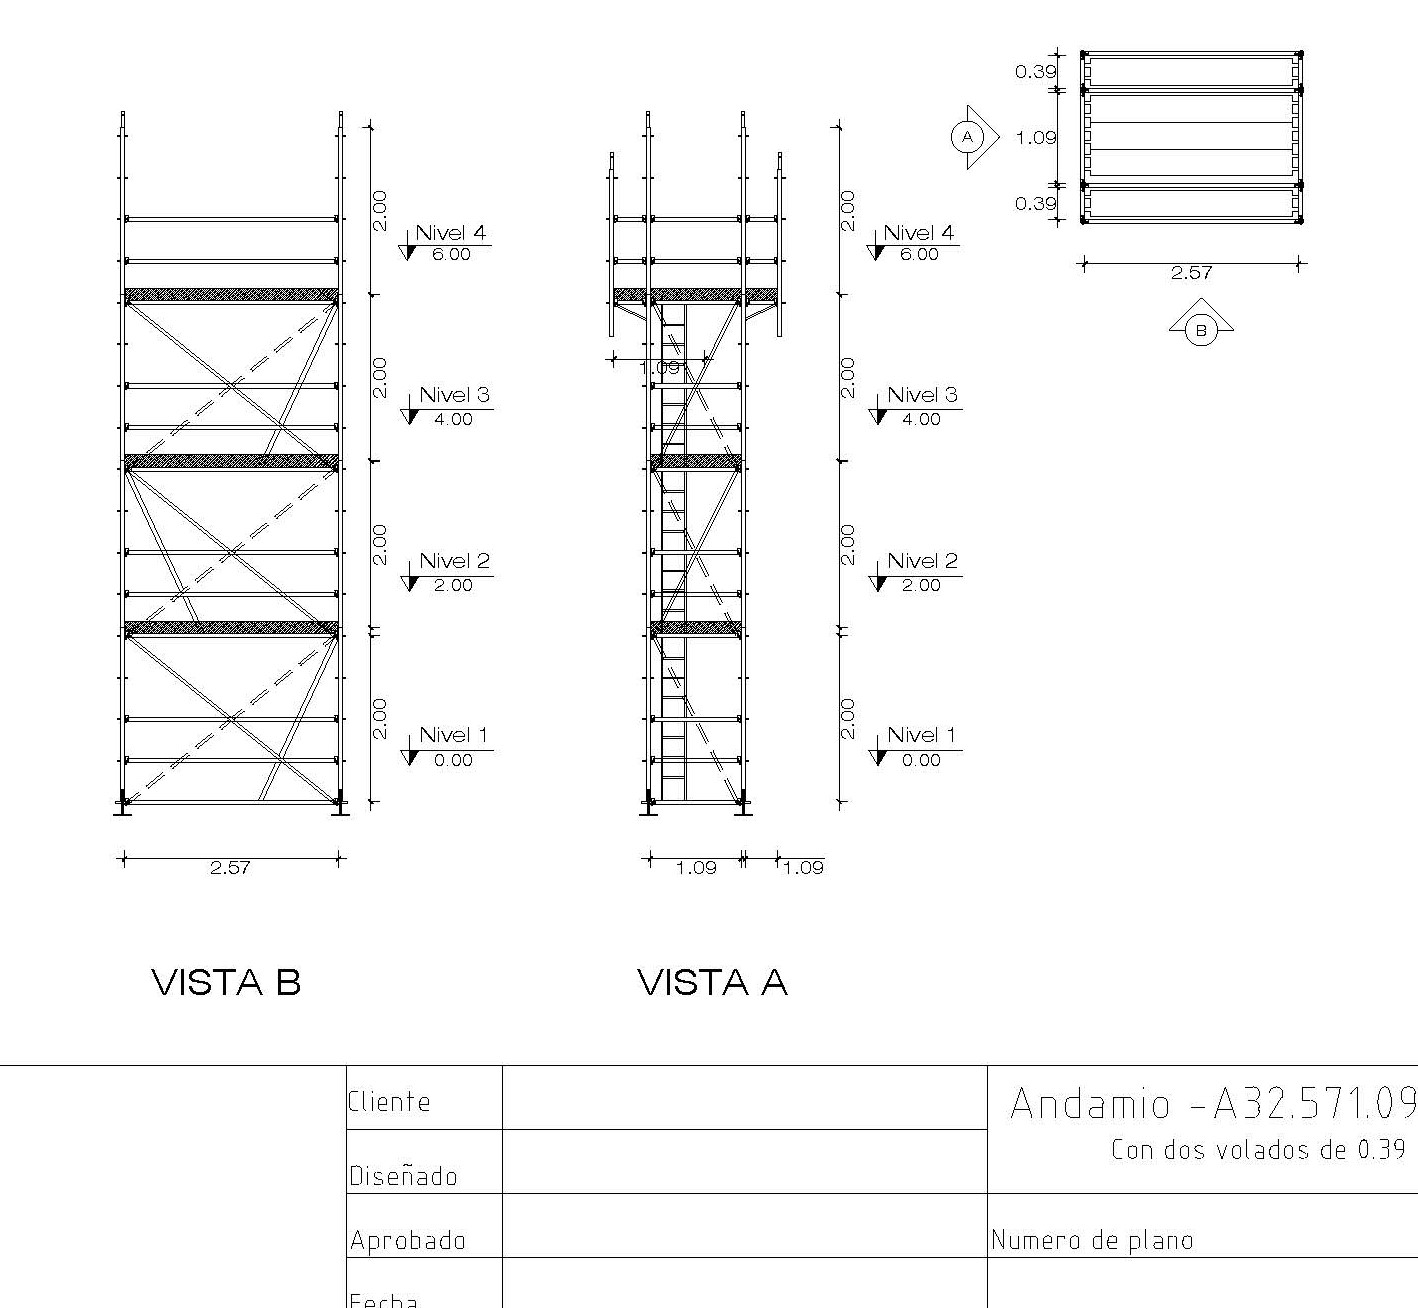 0.39
1.09
0.39
A
2.57
B
2.00
2.00
2.00
2.00
Nivel 4
6.00
Nivel 3
4.00
Nivel 2
2.00
Nivel 1
0.00
2.57
VISTA B
1.09
2.00
2.00
2.00
2.00
Nivel 4
6.00
Nivel 3
4.00
Nivel 2
2.00
Nivel 1
0.00
1.09
1.09
VISTA A
Cliente
Diseñado
Aprobado
Fecha
Andamio -A32.571.09
Con dos volados de 0.39
Numero de plano